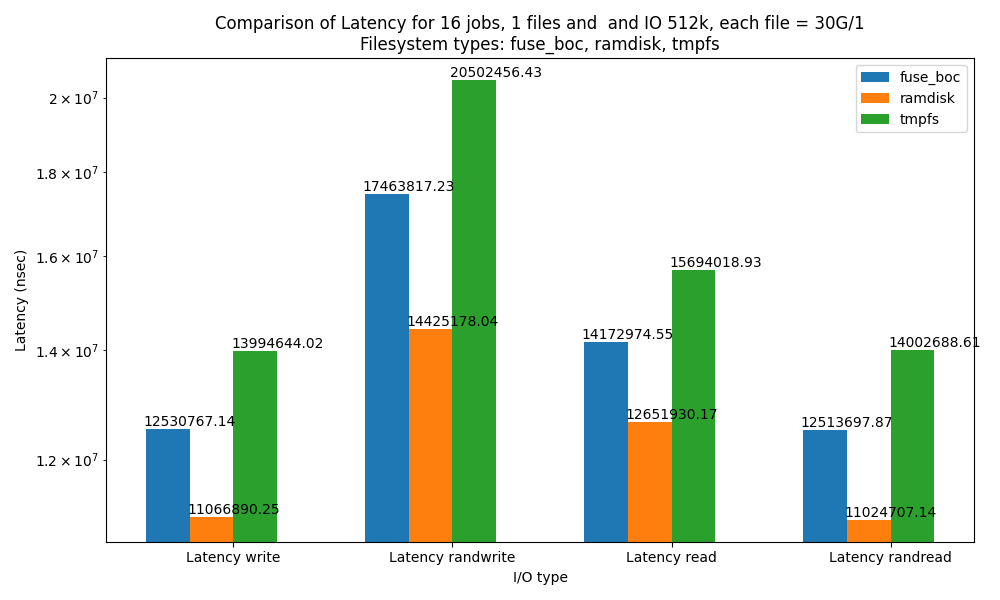 Comparison of Latency for 16 jobs, 1 files and  and IO 512k, each file = 30G/1
Filesystem types: fuse_boc, ramdisk, tmpfs
fuse_boc
ramdisk
tmpfs
20502456.43
17463817.23
15694018.93
14425178.04
14172974.55
13994644.02
14002688.61
12651930.17
12530767.14
12513697.87
11066890.25
11024707.14
2 × 10⁷
1.8 × 10⁷
1.6 × 10⁷
1.4 × 10⁷
1.2 × 10⁷
Latency (nsec)
Latency write
Latency randwrite
Latency read
Latency randread
I/O type